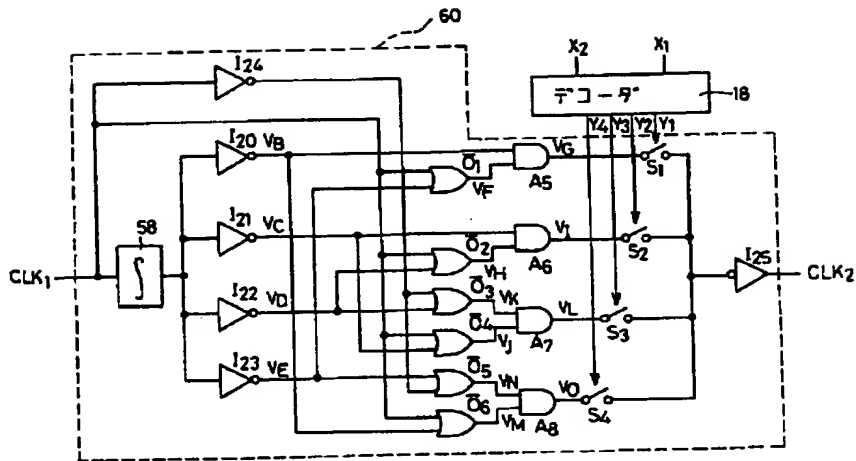 60
X2 X1
I24
デコーダ
18
Y4 Y3 Y2 Y1
I20 VB
Ō1
VG
VF
A5
S1
58
I21 VC
Ō2
VI
VH
A6
S2
I25
CLK1
∫
CLK2
I22 VD
Ō3
VK
VL
Ō4
VJ
A7
S3
I23 VE
Ō5
VN
VO
Ō6
VM
A8
S4